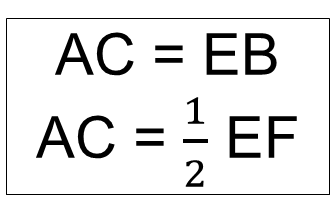 AC = EB
AC = 1/2 EF